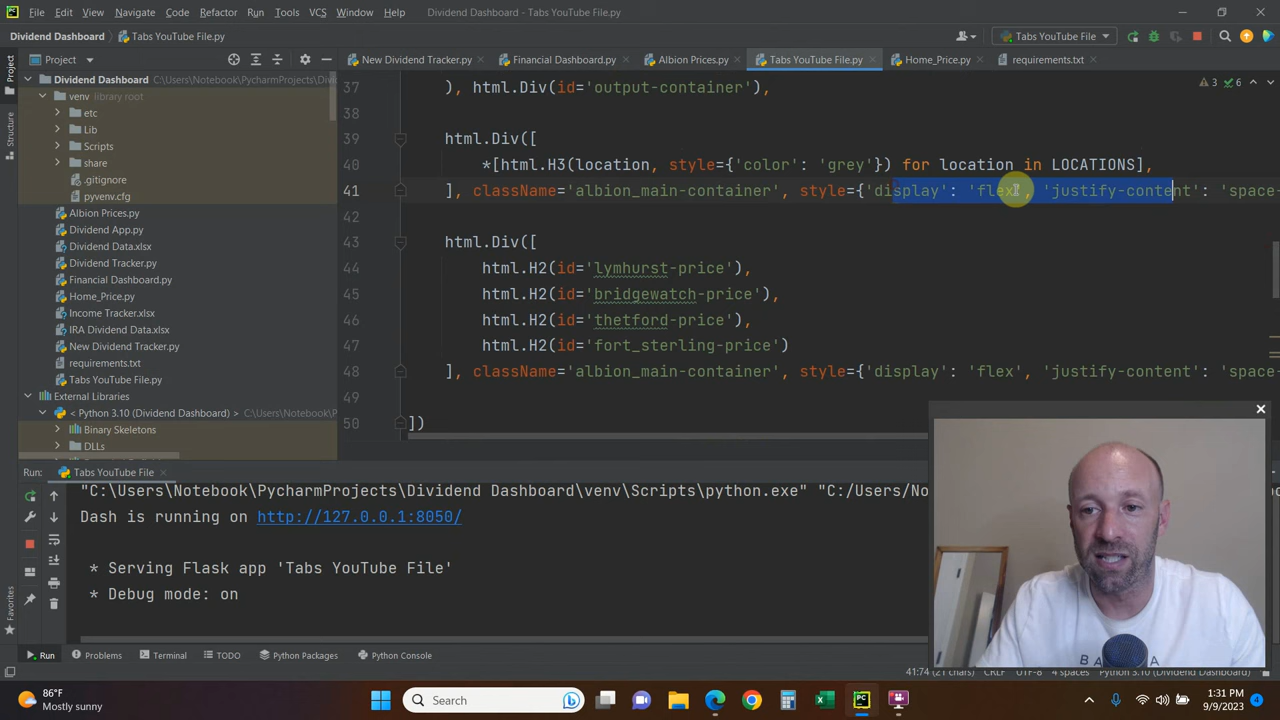 File Edit View Navigate Code Refactor Run Tools VCS Window Help Dividend Dashboard - Tabs YouTube File.py
Dividend Dashboard Tabs YouTube File.py Tabs YouTube File
Project New Dividend Tracker.py Financial Dashboard.py Albion Prices.py Tabs YouTube File.py Home_Price.py requirements.txt
Project
Structure
Favorites
Dividend Dashboard C:\Users\Notebook\PycharmProjects\Divi
venv library root
etc
Lib
Scripts
share
.gitignore
pyvenv.cfg
Albion Prices.py
Dividend App.py
Dividend Data.xlsx
Dividend Tracker.py
Financial Dashboard.py
Home_Price.py
Income Tracker.xlsx
IRA Dividend Data.xlsx
New Dividend Tracker.py
requirements.txt
Tabs YouTube File.py
External Libraries
< Python 3.10 (Dividend Dashboard) > C:\Users\Noteboo
Binary Skeletons
DLLs
3 6
37 ), html.Div(id='output-container'),
38
39 html.Div([
40 *[html.H3(location, style={'color': 'grey'}) for location in LOCATIONS],
41 ], className='albion_main-container', style={'display': 'flex', 'justify-content': 'space-
42
43 html.Div([
44 html.H2(id='lymhurst-price'),
45 html.H2(id='bridgewatch-price'),
46 html.H2(id='thetford-price'),
47 html.H2(id='fort_sterling-price')
48 ], className='albion_main-container', style={'display': 'flex', 'justify-content': 'space-
49
50 ])
Run: Tabs YouTube File
"C:\Users\Notebook\PycharmProjects\Dividend Dashboard\venv\Scripts\python.exe" "C:/Users/No
Dash is running on http://127.0.0.1:8050/
* Serving Flask app 'Tabs YouTube File'
* Debug mode: on
Run Problems Terminal TODO Python Packages Python Console
41:74 (21 chars) CRLF UTF-8 4 spaces Python 3.10 (Dividend Dashboard)
86°F
Mostly sunny
Search
1:31 PM
9/9/2023